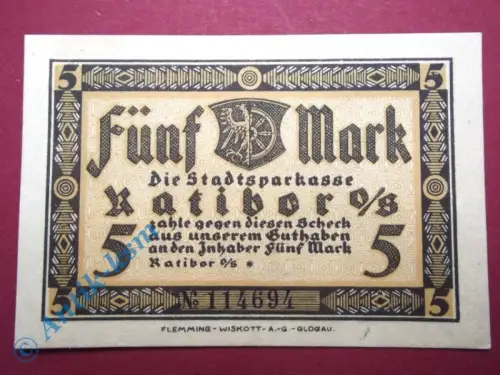 5 5
Fünf Mark
Die Stadtsparkasse
Ratibor o/s
zahle gegen diesen Scheck
aus unserem Guthaben
an den Inhaber Fünf Mark
Ratibor o/s *
5 5
№ 114694
5 5
FLEMMING - WISKOTT - A.-G. - GLOGAU.